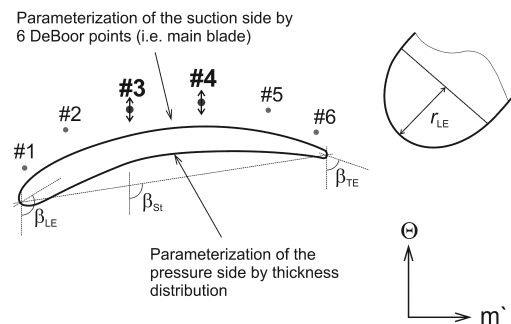 Parameterization of the suction side by
6 DeBoor points (i.e. main blade)
#3
#4
#2
#5
#6
#1
r_LE
β_LE
β_St
β_TE
Parameterization of the
pressure side by thickness
distribution
Θ
m`